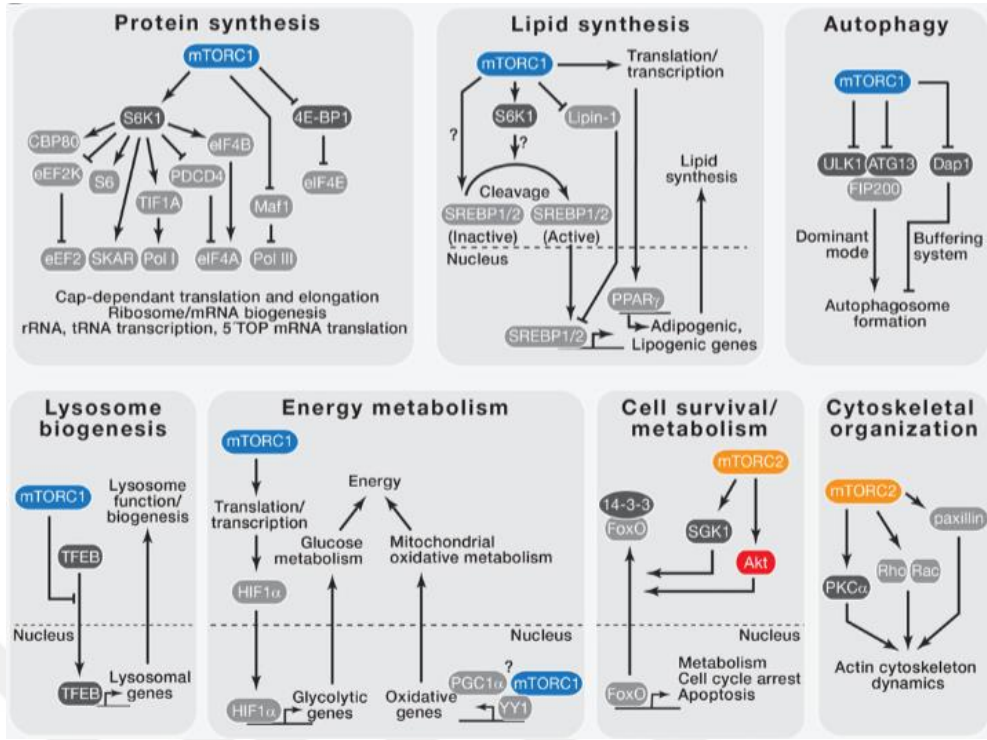 Protein synthesis
mTORC1
S6K1
4E-BP1
CBP80
eIF4B
eEF2K
S6
PDCD4
eIF4E
TIF1A
Maf1
eEF2
SKAR
Pol I
eIF4A
Pol III
Cap-dependant translation and elongation
Ribosome/mRNA biogenesis
rRNA, tRNA transcription, 5´TOP mRNA translation
Lipid synthesis
mTORC1
Translation/
transcription
S6K1
Lipin-1
?
?
Lipid
synthesis
Cleavage
SREBP1/2
SREBP1/2
(Inactive)
(Active)
Nucleus
PPARγ
SREBP1/2
Adipogenic,
Lipogenic genes
Autophagy
mTORC1
ULK1
ATG13
Dap1
FIP200
Dominant
mode
Buffering
system
Autophagosome
formation
Lysosome
biogenesis
Lysosome
function/
biogenesis
mTORC1
TFEB
Nucleus
TFEB
Lysosomal
genes
Energy metabolism
mTORC1
Energy
Translation/
transcription
Glucose
metabolism
Mitochondrial
oxidative metabolism
HIF1α
Nucleus
?
PGC1α
mTORC1
HIF1α
Glycolytic
genes
Oxidative
genes
YY1
Cell survival/
metabolism
mTORC2
14-3-3
FoxO
SGK1
Akt
Nucleus
FoxO
Metabolism
Cell cycle arrest
Apoptosis
Cytoskeletal
organization
mTORC2
paxillin
Rho
Rac
PKCα
Actin cytoskeleton
dynamics